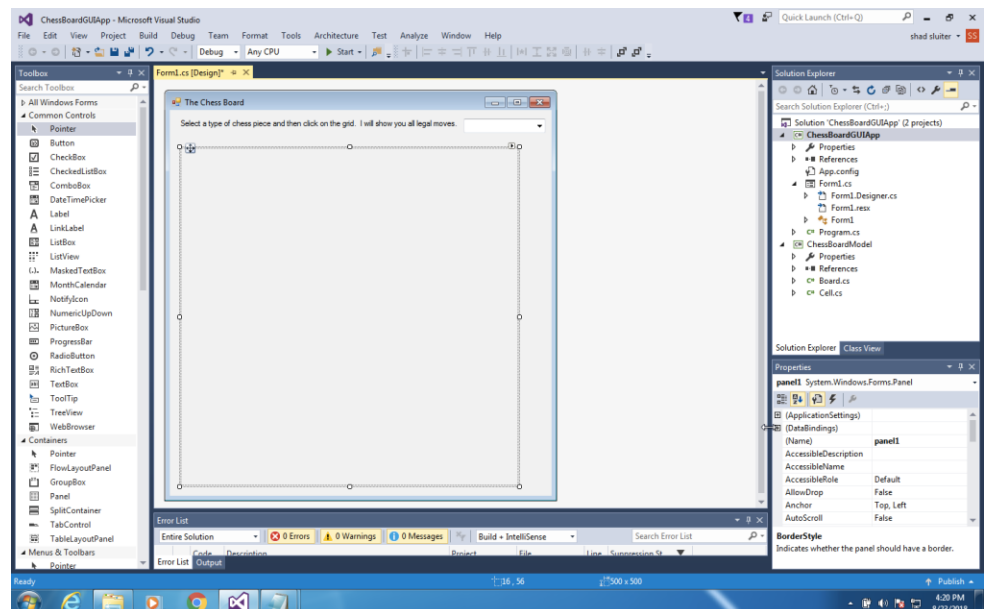 ChessBoardGUIApp - Microsoft Visual Studio
Quick Launch (Ctrl+Q)
File Edit View Project Build Debug Team Format Tools Architecture Test Analyze Window Help
shad sluiter SS
Debug Any CPU Start
Toolbox
Search Toolbox
All Windows Forms
Common Controls
Pointer
Button
CheckBox
CheckedListBox
ComboBox
DateTimePicker
Label
LinkLabel
ListBox
ListView
MaskedTextBox
MonthCalendar
NotifyIcon
NumericUpDown
PictureBox
ProgressBar
RadioButton
RichTextBox
TextBox
ToolTip
TreeView
WebBrowser
Containers
Pointer
FlowLayoutPanel
GroupBox
Panel
SplitContainer
TabControl
TableLayoutPanel
Menus & Toolbars
Pointer
Form1.cs [Design]*
The Chess Board
Select a type of chess piece and then click on the grid. I will show you all legal moves.
Error List
Entire Solution 0 Errors 0 Warnings 0 Messages Build + IntelliSense Search Error List
Code Description Project File Line Suppression St
Error List Output
Solution Explorer
Search Solution Explorer (Ctrl+;)
Solution 'ChessBoardGUIApp' (2 projects)
ChessBoardGUIApp
Properties
References
App.config
Form1.cs
Form1.Designer.cs
Form1.resx
Form1
Program.cs
ChessBoardModel
Properties
References
Board.cs
Cell.cs
Solution Explorer Class View
Properties
panel1 System.Windows.Forms.Panel
(ApplicationSettings)
(DataBindings)
(Name) panel1
AccessibleDescription
AccessibleName
AccessibleRole Default
AllowDrop False
Anchor Top, Left
AutoScroll False
BorderStyle
Indicates whether the panel should have a border.
Ready 16 , 56 500 x 500 Publish
4:20 PM
8/23/2018